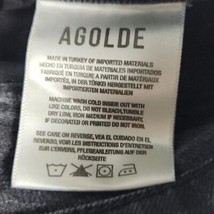 AGOLDE
MADE IN TURKEY OF IMPORTED MATERIALS
HECHO EN TURQUIA DE MATERIALES IMPORTADOS
FABRIQUÉ EN TURQUIE A PARTIR DE MATÉRIAUX
IMPORTÉS, IN DER TÜRKEI HERGESTELLT MIT
IMPORTIERTEN MATERIALIEN
MACHINE WASH COLD INSIDE OUT WITH
LIKE COLORS, DO NOT BLEACH, TUMBLE
DRY LOW, IRON MEDIUM IF NECESSARY, DO NOT IRON
IF DECORATED OR PRINTED
SEE CARE ON REVERSE, VEA EL CUIDADO EN EL
REVERSO, VOIR LES INSTRUCTIONS D'ENTRETIEN
SUR L'ENVERS, PFLEGEANLEITUNG AUF DER
RÜCKSEITE